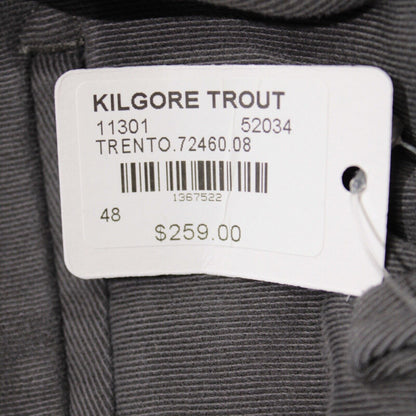 KILGORE TROUT
11301 52034
TRENTO.72460.08
1367522
48
$259.00